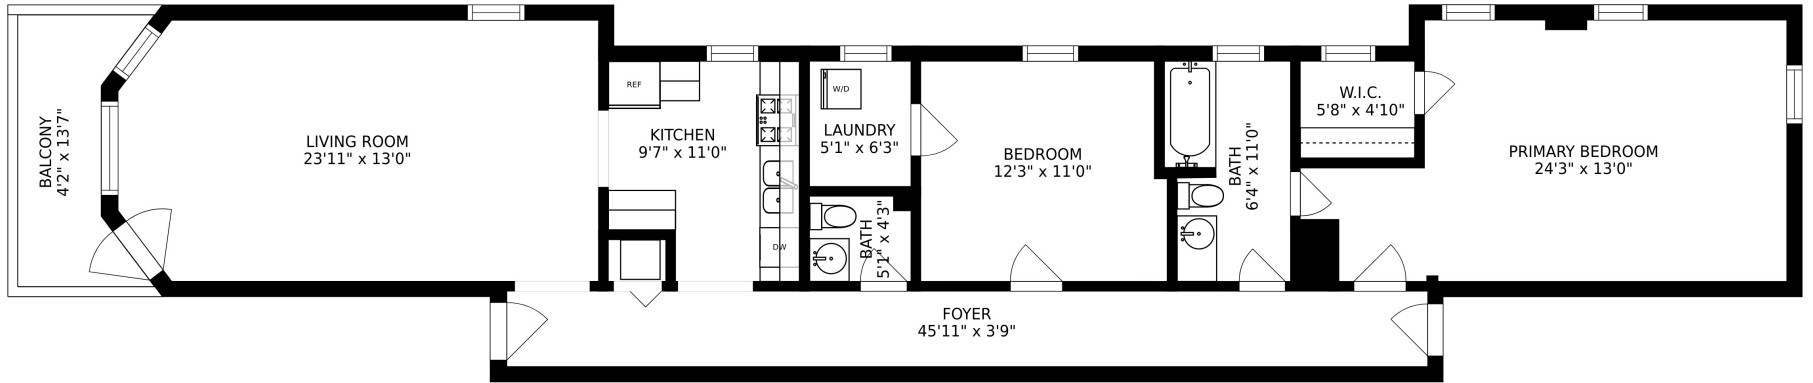 BALCONY
4'2" x 13'7"
LIVING ROOM
23'11" x 13'0"
REF
KITCHEN
9'7" x 11'0"
DW
W/D
LAUNDRY
5'1" x 6'3"
BATH
5'1" x 4'3"
BEDROOM
12'3" x 11'0"
BATH
6'4" x 11'0"
W.I.C.
5'8" x 4'10"
PRIMARY BEDROOM
24'3" x 13'0"
FOYER
45'11" x 3'9"